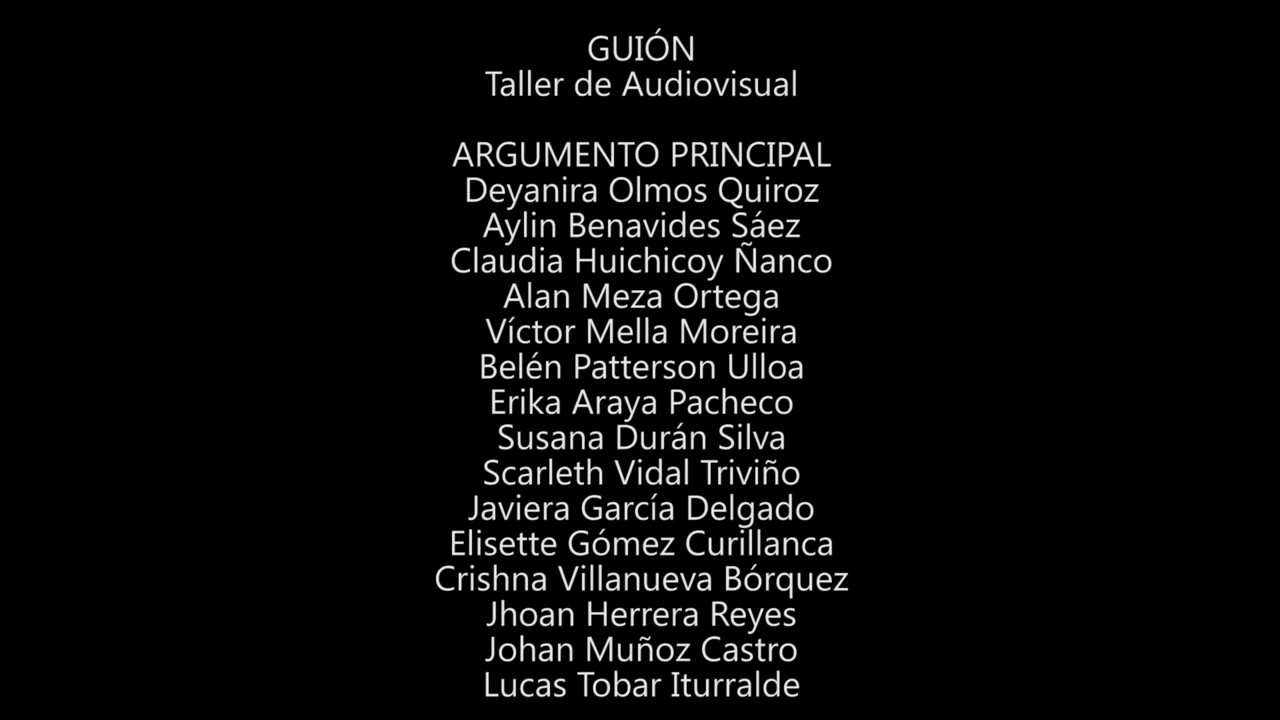 GUIÓN
Taller de Audiovisual
ARGUMENTO PRINCIPAL
Deyanira Olmos Quiroz
Aylin Benavides Sáez
Claudia Huichicoy Ñanco
Alan Meza Ortega
Víctor Mella Moreira
Belén Patterson Ulloa
Erika Araya Pacheco
Susana Durán Silva
Scarleth Vidal Triviño
Javiera García Delgado
Elisette Gómez Curillanca
Crishna Villanueva Bórquez
Jhoan Herrera Reyes
Johan Muñoz Castro
Lucas Tobar Iturralde